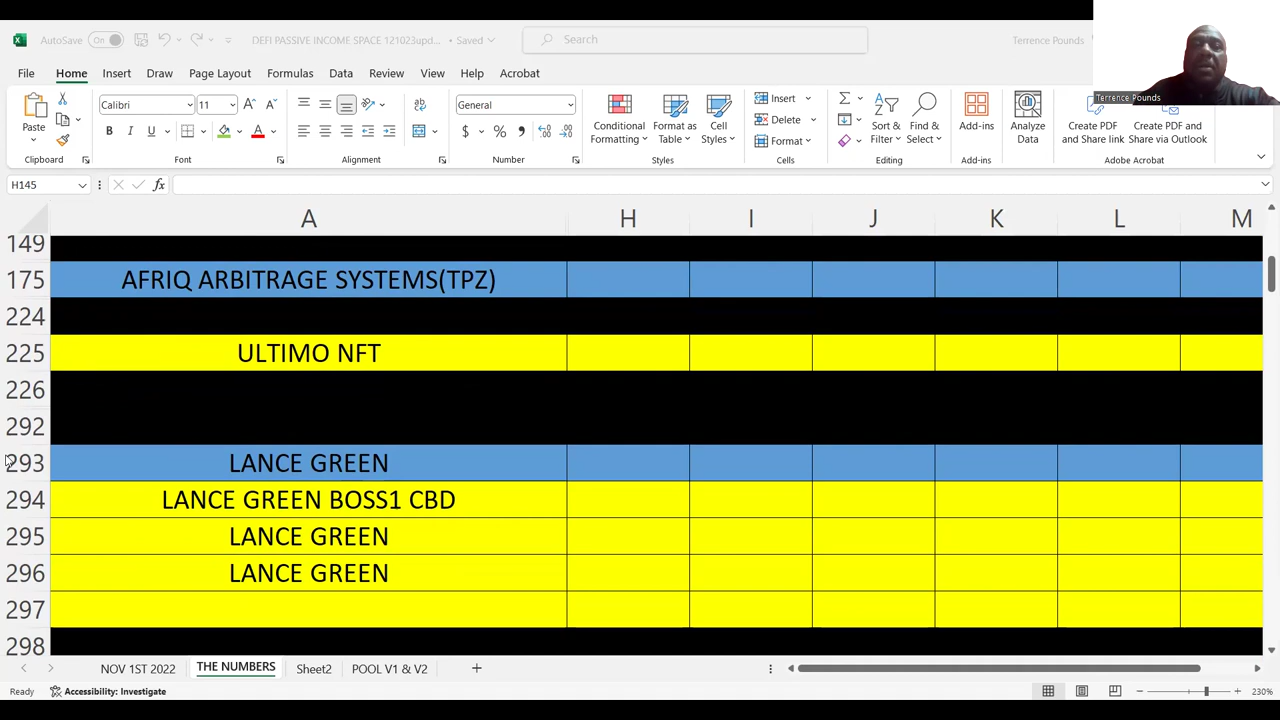 AutoSave On DEFI PASSIVE INCOME SPACE 121023upd... • Saved Search Terrence Pounds
File Home Insert Draw Page Layout Formulas Data Review View Help Acrobat
Terrence Pounds
Paste Calibri 11 A A General Conditional Formatting Format as Table Cell Styles Insert Delete Format Sort & Filter Find & Select Add-ins Analyze Data Create PDF and Share link Create PDF and Share via Outlook
B I U A ab $ % 9
Clipboard Font Alignment Number Styles Cells Editing Add-ins Adobe Acrobat
H145 fx
A H I J K L M
149
175 AFRIQ ARBITRAGE SYSTEMS(TPZ)
224
225 ULTIMO NFT
226
292
293 LANCE GREEN
294 LANCE GREEN BOSS1 CBD
295 LANCE GREEN
296 LANCE GREEN
297
298
NOV 1ST 2022 THE NUMBERS Sheet2 POOL V1 & V2 +
Ready Accessibility: Investigate 230%